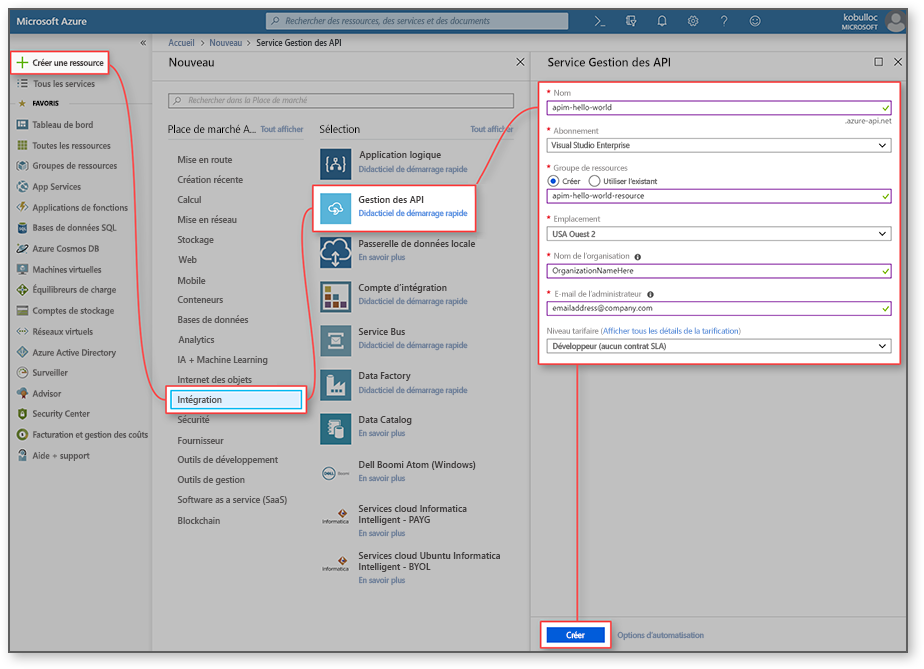 Microsoft Azure
Rechercher des ressources, des services et des documents
kobulloc
MICROSOFT
Créer une ressource
Tous les services
FAVORIS
Tableau de bord
Toutes les ressources
Groupes de ressources
App Services
Applications de fonctions
Bases de données SQL
Azure Cosmos DB
Machines virtuelles
Équilibreurs de charge
Comptes de stockage
Réseaux virtuels
Azure Active Directory
Surveiller
Advisor
Security Center
Facturation et gestion des coûts
Aide + support
Accueil > Nouveau > Service Gestion des API
Nouveau
Rechercher dans la Place de marché
Place de marché A... Tout afficher
Mise en route
Création récente
Calcul
Mise en réseau
Stockage
Web
Mobile
Conteneurs
Bases de données
Analytics
IA + Machine Learning
Internet des objets
Intégration
Sécurité
Fournisseur
Outils de développement
Outils de gestion
Software as a service (SaaS)
Blockchain
Sélection Tout afficher
Application logique
Didacticiel de démarrage rapide
Gestion des API
Didacticiel de démarrage rapide
Passerelle de données locale
En savoir plus
Compte d'intégration
Didacticiel de démarrage rapide
Service Bus
Didacticiel de démarrage rapide
Data Factory
Didacticiel de démarrage rapide
Data Catalog
En savoir plus
DELL Boomi
Dell Boomi Atom (Windows)
En savoir plus
Informatica
Services cloud Informatica
Intelligent - PAYG
En savoir plus
Informatica
Services cloud Ubuntu Informatica
Intelligent - BYOL
En savoir plus
Service Gestion des API
* Nom
apim-hello-world
.azure-api.net
* Abonnement
Visual Studio Enterprise
* Groupe de ressources
Créer Utiliser l'existant
apim-hello-world-resource
* Emplacement
USA Ouest 2
* Nom de l'organisation
OrganizationNameHere
* E-mail de l'administrateur
emailaddress@company.com
Niveau tarifaire (Afficher tous les détails de la tarification)
Développeur (aucun contrat SLA)
Créer Options d'automatisation